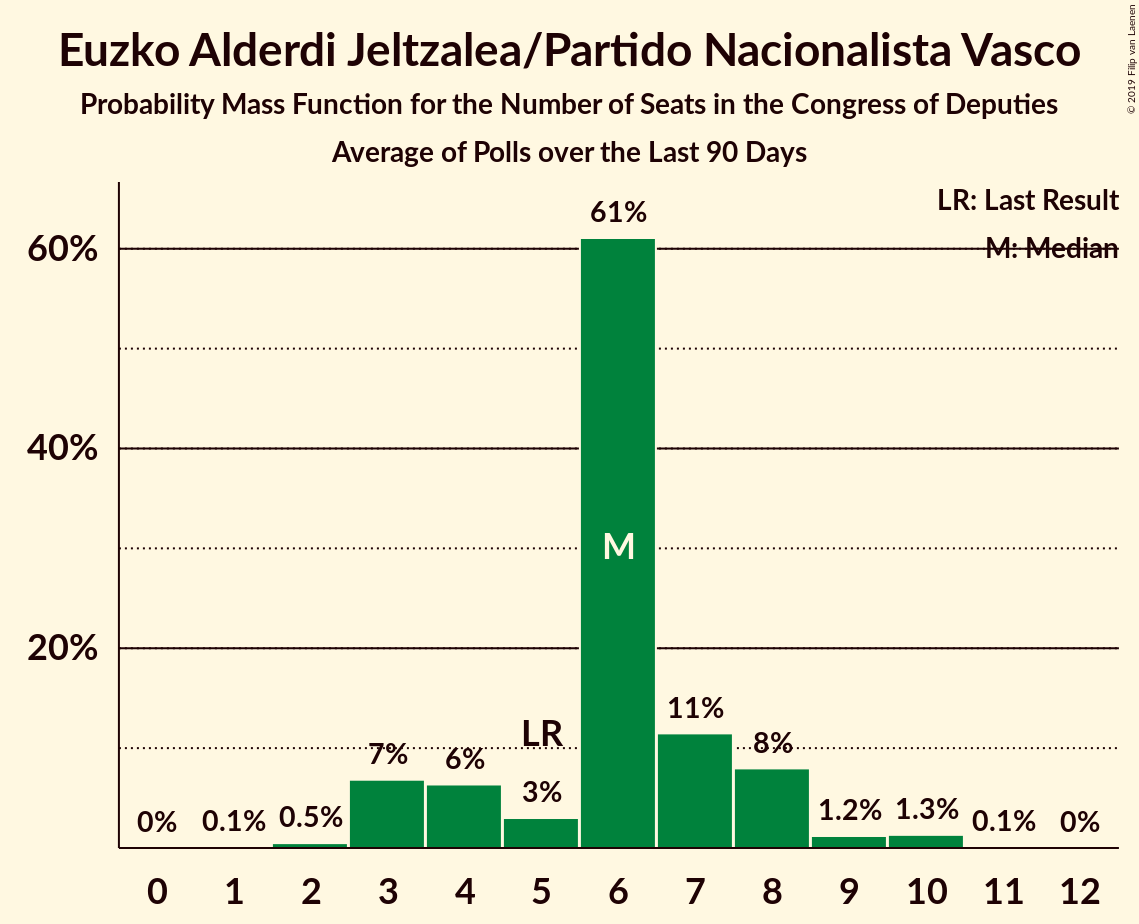 Euzko Alderdi Jeltzalea/Partido Nacionalista Vasco
Probability Mass Function for the Number of Seats in the Congress of Deputies
Average of Polls over the Last 90 Days
© 2019 Filip van Laenen
LR: Last Result
M: Median
60%
40%
20%
0%
0.1%
0.5%
7%
6%
LR
3%
61%
M
11%
8%
1.2%
1.3%
0.1%
0%
0 1 2 3 4 5 6 7 8 9 10 11 12